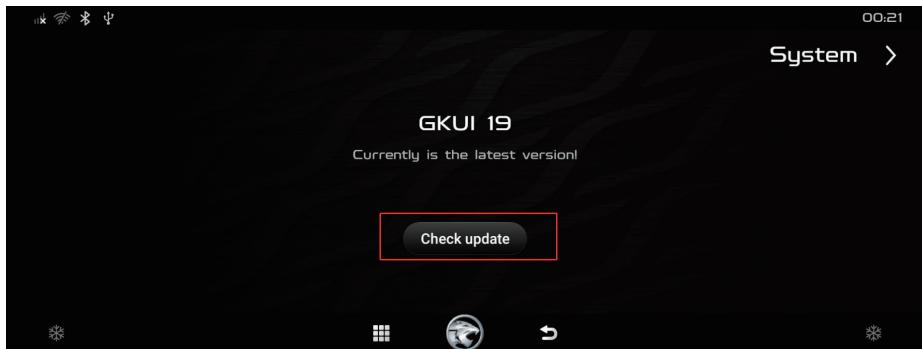 00:21
System
GKUI 19
Currently is the latest version!
Check update